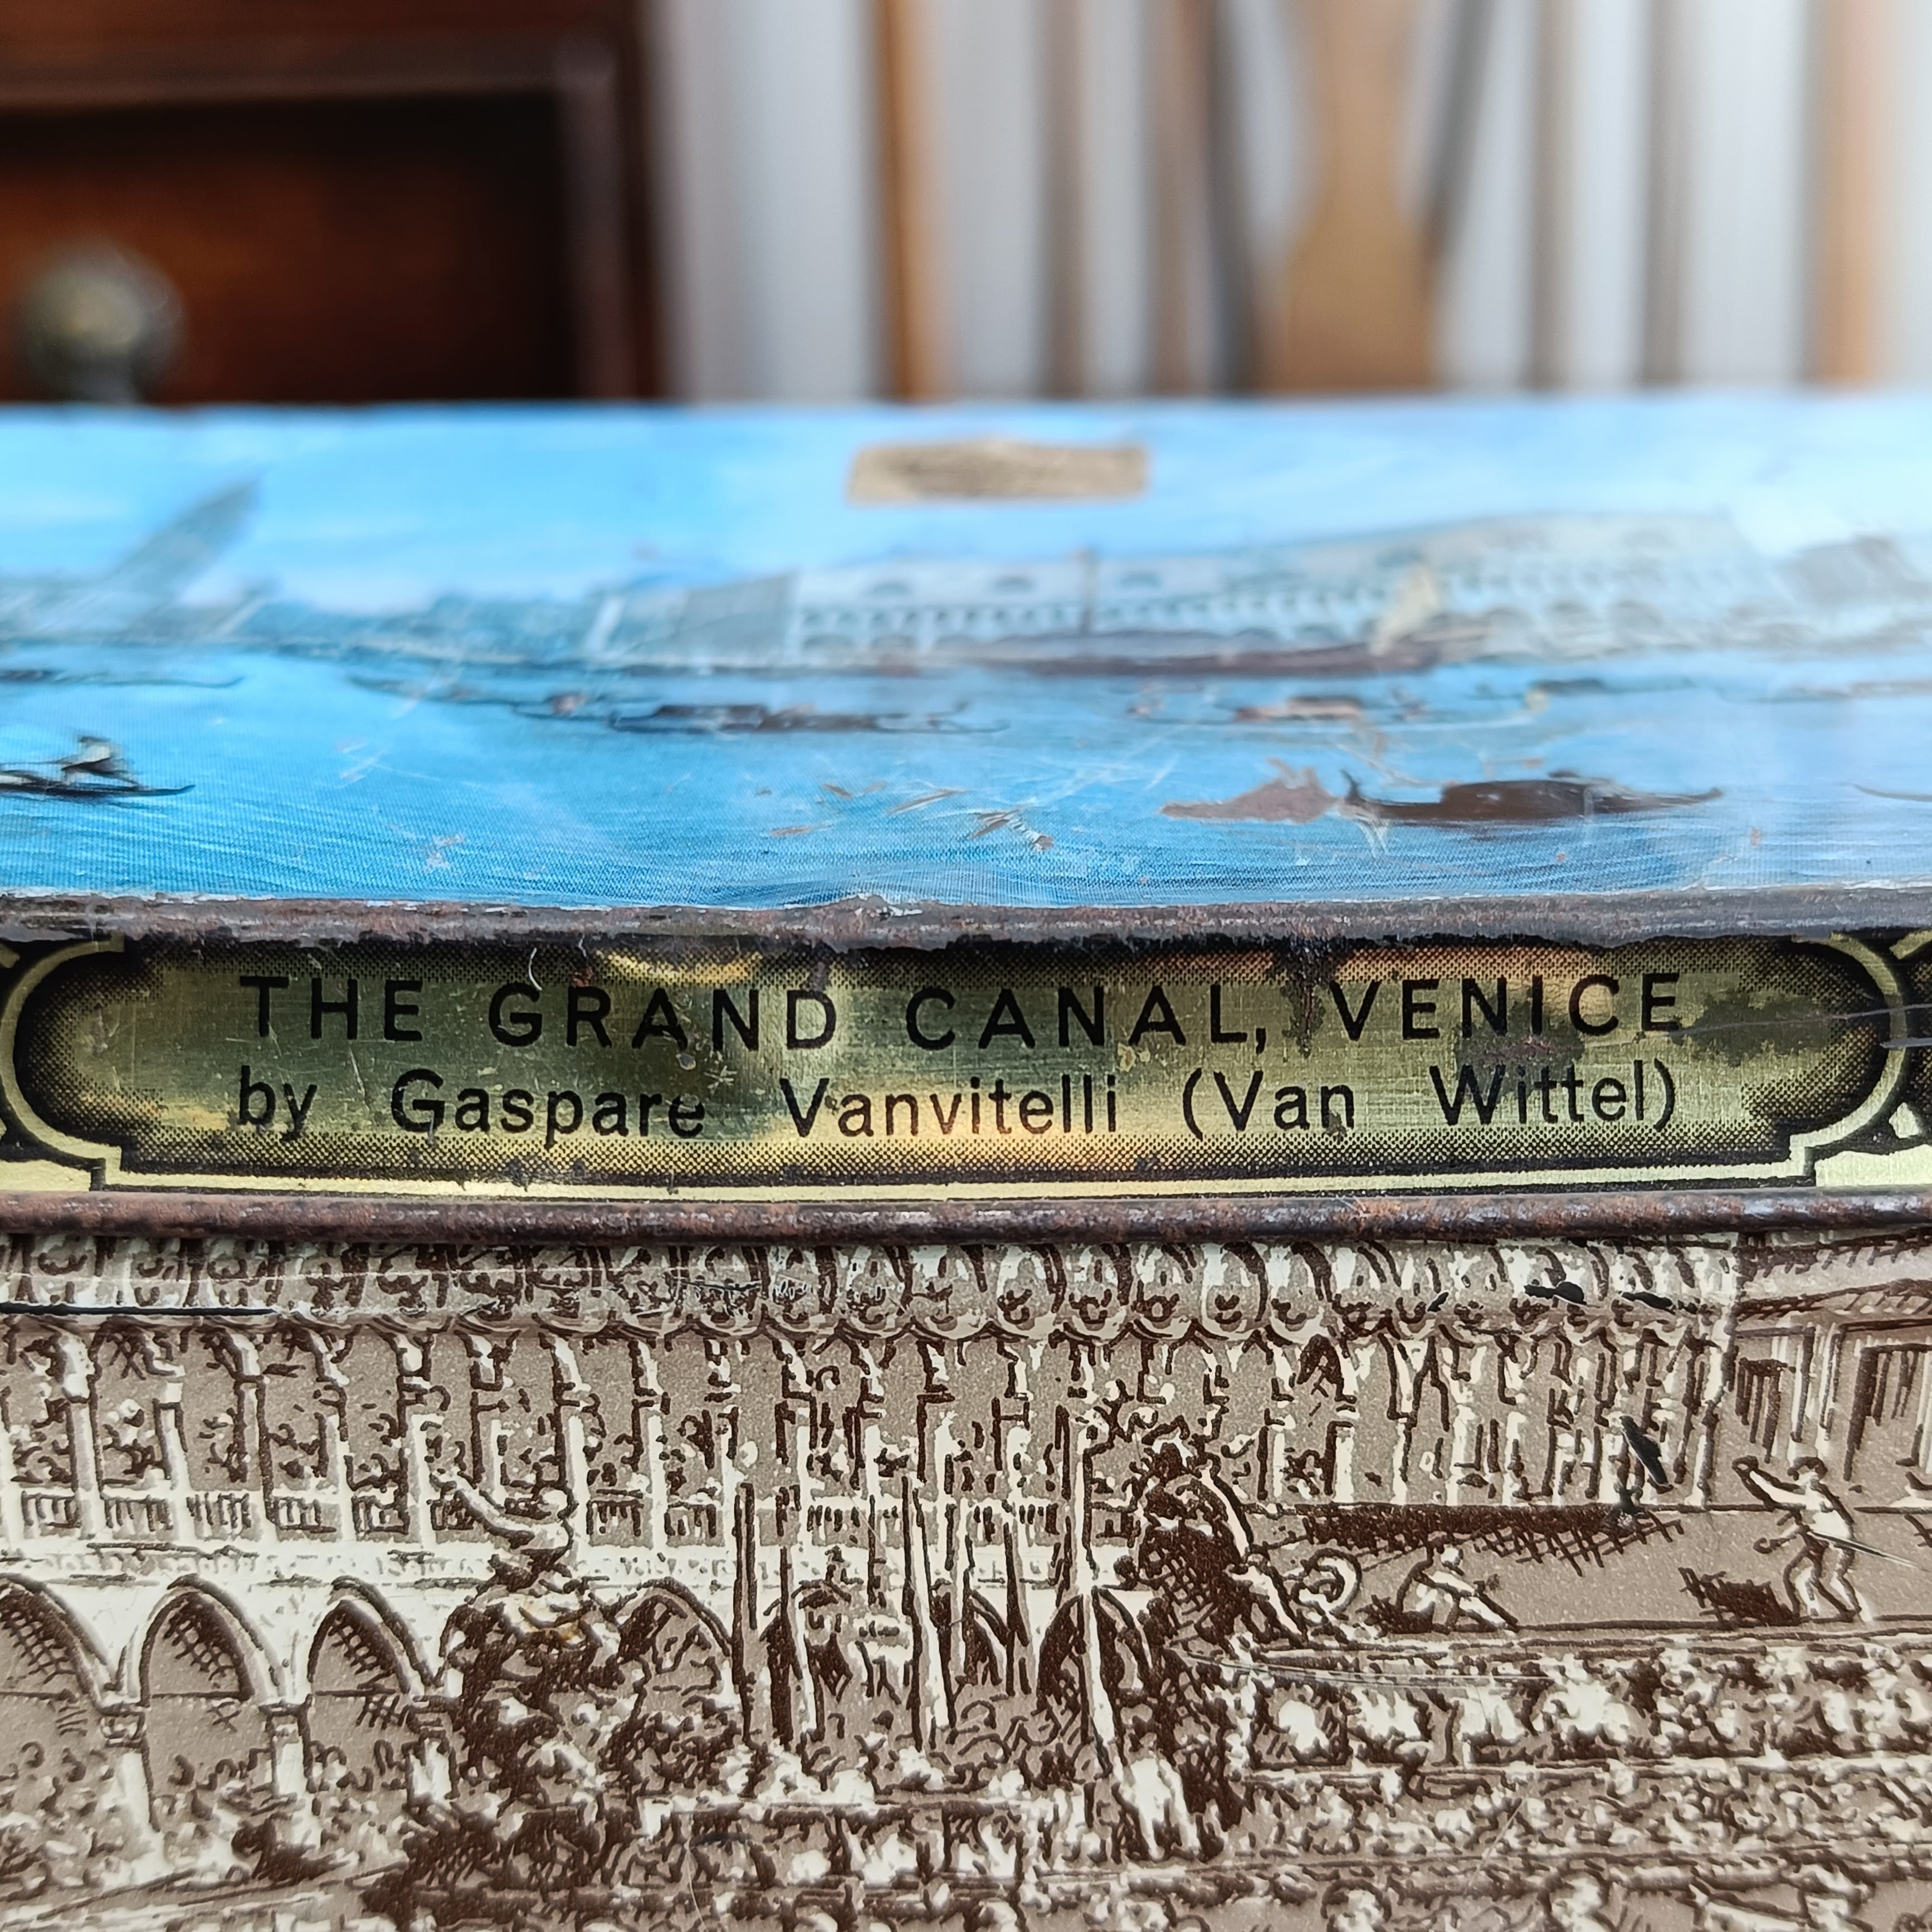 THE GRAND CANAL, VENICE
by Gaspare Vanvitelli (Van Wittel)